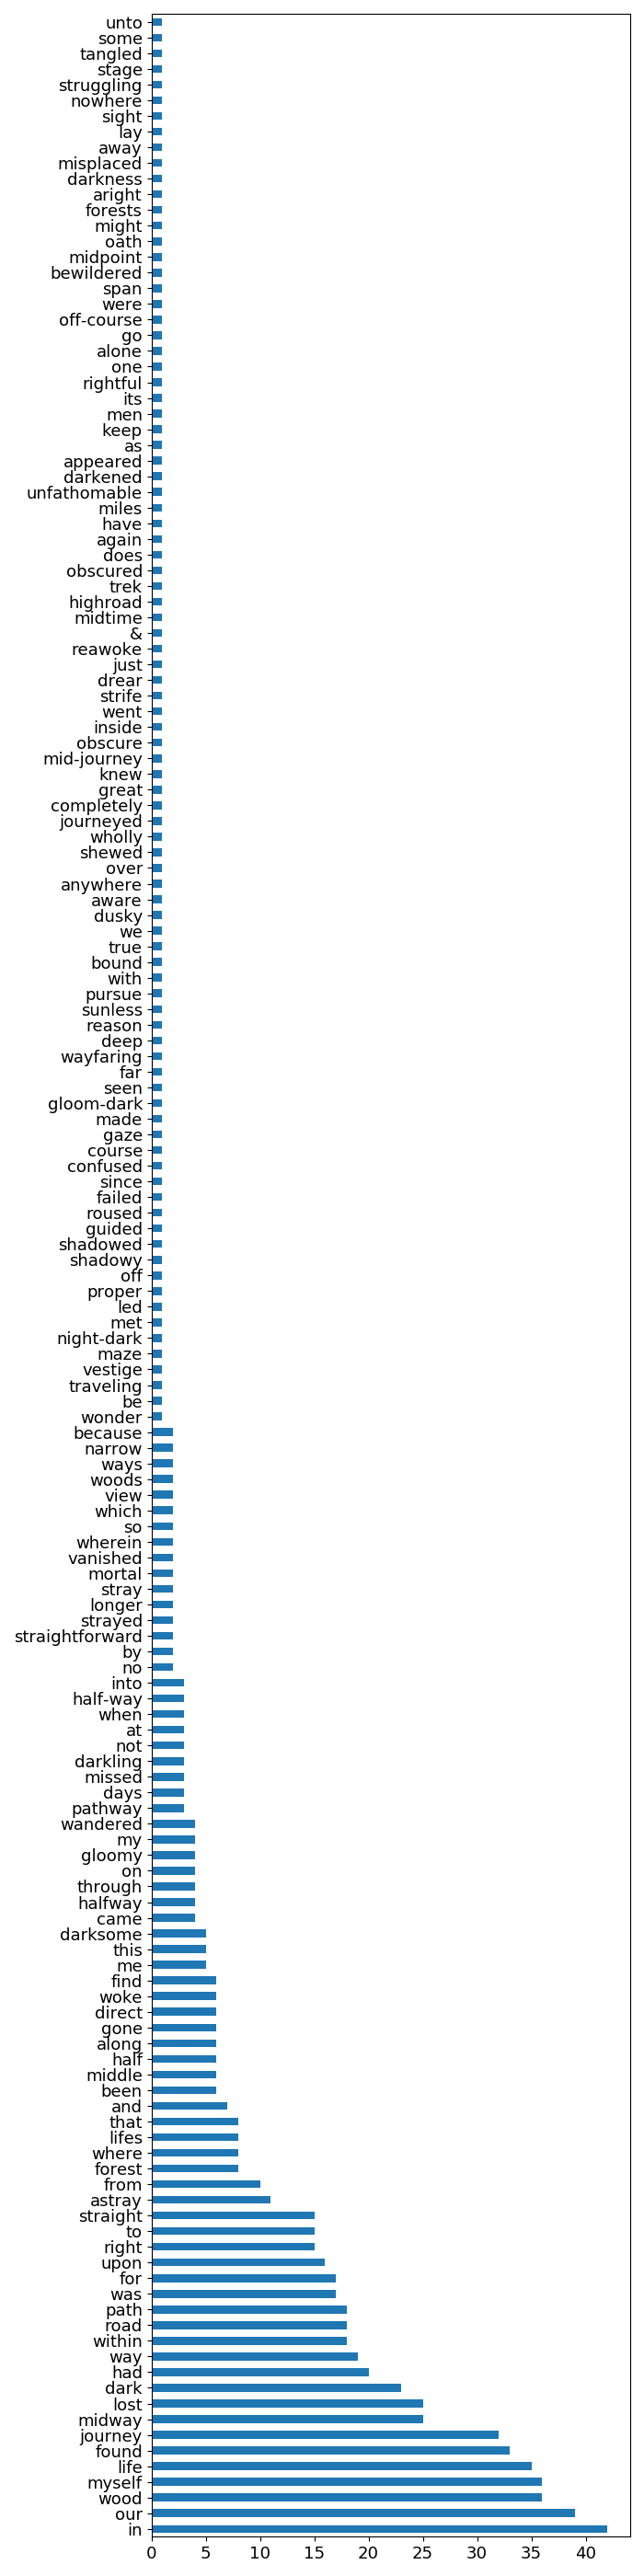 unto
some
tangled
stage
struggling
nowhere
sight
lay
away
misplaced
darkness
aright
forests
might
oath
midpoint
bewildered
span
were
off-course
go
alone
one
rightful
its
men
keep
as
appeared
darkened
unfathomable
miles
have
again
does
obscured
trek
highroad
midtime
&
reawoke
just
drear
strife
went
inside
obscure
mid-journey
knew
great
completely
journeyed
wholly
shewed
over
anywhere
aware
dusky
we
true
bound
with
pursue
sunless
reason
deep
wayfaring
far
seen
gloom-dark
made
gaze
course
confused
since
failed
roused
guided
shadowed
shadowy
off
proper
led
met
night-dark
maze
vestige
traveling
be
wonder
because
narrow
ways
woods
view
which
so
wherein
vanished
mortal
stray
longer
strayed
straightforward
by
no
into
half-way
when
at
not
darkling
missed
days
pathway
wandered
my
gloomy
on
through
halfway
came
darksome
this
me
find
woke
direct
gone
along
half
middle
been
and
that
lifes
where
forest
from
astray
straight
to
right
upon
for
was
path
road
within
way
had
dark
lost
midway
journey
found
life
myself
wood
our
in
0 5 10 15 20 25 30 35 40